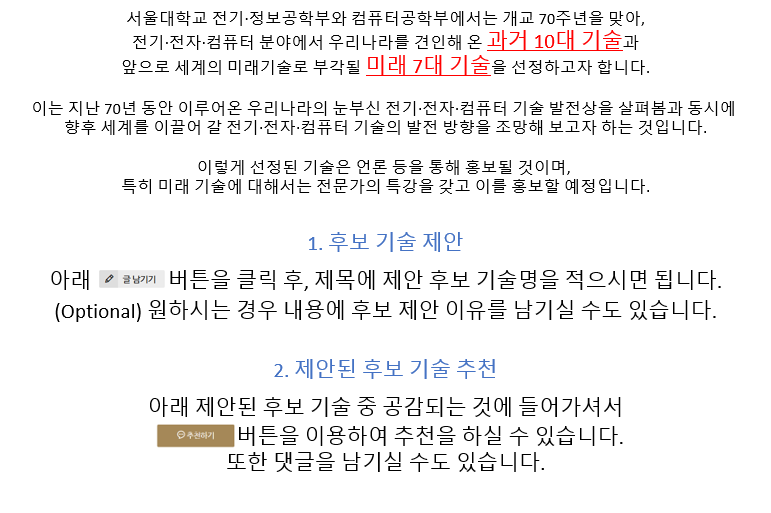 서울대학교 전기·정보공학부와 컴퓨터공학부에서는 개교 70주년을 맞아,
전기·전자·컴퓨터 분야에서 우리나라를 견인해 온 과거 10대 기술과
앞으로 세계의 미래기술로 부각될 미래 7대 기술을 선정하고자 합니다.
이는 지난 70년 동안 이루어온 우리나라의 눈부신 전기·전자·컴퓨터 기술 발전상을 살펴봄과 동시에
향후 세계를 이끌어 갈 전기·전자·컴퓨터 기술의 발전 방향을 조망해 보고자 하는 것입니다.
이렇게 선정된 기술은 언론 등을 통해 홍보될 것이며,
특히 미래 기술에 대해서는 전문가의 특강을 갖고 이를 홍보할 예정입니다.
1. 후보 기술 제안
아래 글 남기기 버튼을 클릭 후, 제목에 제안 후보 기술명을 적으시면 됩니다.
(Optional) 원하시는 경우 내용에 후보 제안 이유를 남기실 수도 있습니다.
2. 제안된 후보 기술 추천
아래 제안된 후보 기술 중 공감되는 것에 들어가셔서
추천하기 버튼을 이용하여 추천을 하실 수 있습니다.
또한 댓글을 남기실 수도 있습니다.